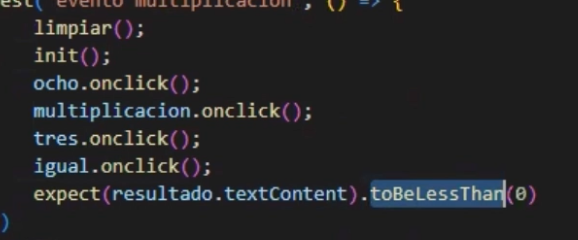 est( evento multiplicacion , () => {
limpiar();
init();
ocho.onclick();
multiplicacion.onclick();
tres.onclick();
igual.onclick();
expect(resultado.textContent).toBeLessThan(0)
)